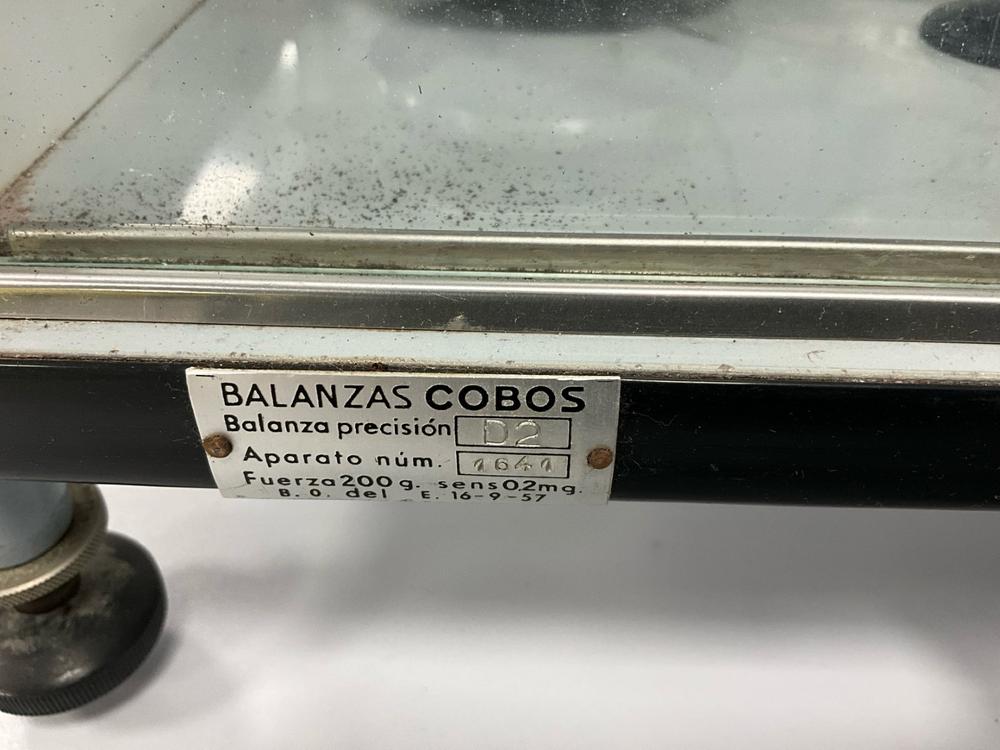 BALANZAS COBOS
Balanza precisión D2
Aparato núm. 1641
Fuerza 200 g. sens 0.2 mg.
B. O. del E. 16-9-57